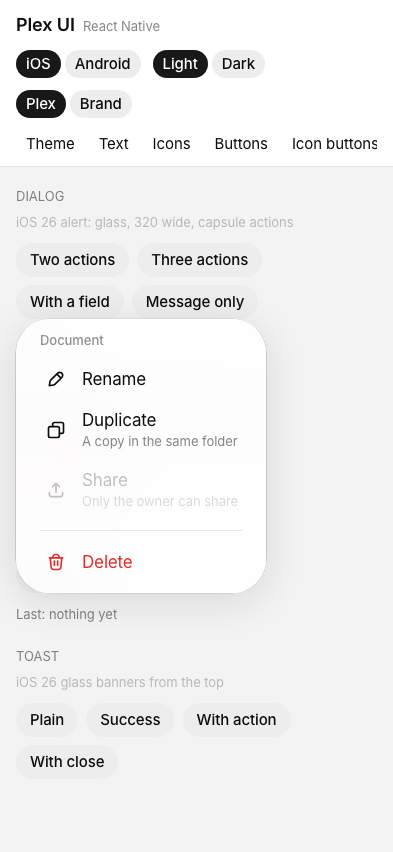 Plex UI React Native
iOS Android Light Dark
Plex Brand
Theme Text Icons Buttons Icon buttons
DIALOG
iOS 26 alert: glass, 320 wide, capsule actions
Two actions Three actions
With a field Message only
Document
Rename
Duplicate
A copy in the same folder
Share
Only the owner can share
Delete
Last: nothing yet
TOAST
iOS 26 glass banners from the top
Plain Success With action
With close